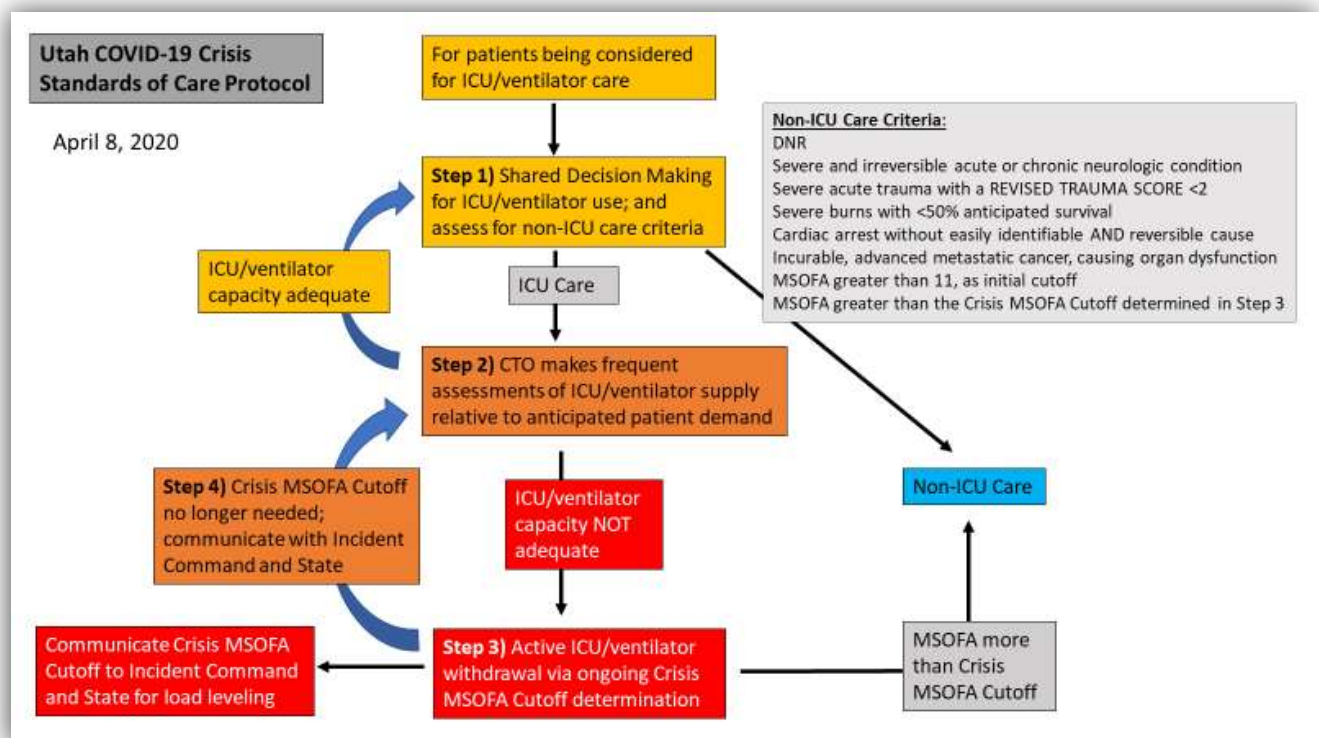 Utah COVID-19 Crisis
Standards of Care Protocol
April 8, 2020
For patients being considered
for ICU/ventilator care
Non-ICU Care Criteria:
DNR
Severe and irreversible acute or chronic neurologic condition
Severe acute trauma with a REVISED TRAUMA SCORE <2
Severe burns with <50% anticipated survival
Cardiac arrest without easily identifiable AND reversible cause
Incurable, advanced metastatic cancer, causing organ dysfunction
MSOFA greater than 11, as initial cutoff
MSOFA greater than the Crisis MSOFA Cutoff determined in Step 3
Step 1) Shared Decision Making
for ICU/ventilator use; and
assess for non-ICU care criteria
ICU/ventilator
capacity adequate
ICU Care
Step 2) CTO makes frequent
assessments of ICU/ventilator supply
relative to anticipated patient demand
Step 4) Crisis MSOFA Cutoff
no longer needed;
communicate with Incident
Command and State
ICU/ventilator
capacity NOT
adequate
Non-ICU Care
Communicate Crisis MSOFA
Cutoff to Incident Command
and State for load leveling
Step 3) Active ICU/ventilator
withdrawal via ongoing Crisis
MSOFA Cutoff determination
MSOFA more
than Crisis
MSOFA Cutoff